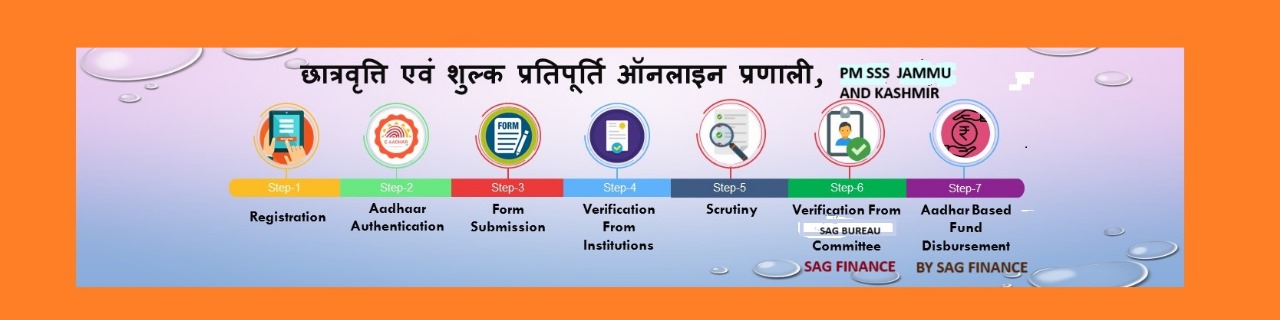 छात्रवृत्ति एवं शुल्क प्रतिपूर्ति ऑनलाइन प्रणाली,
PM SSS JAMMU
AND KASHMIR
E AADHAR
FORM
Step-1
Step-2
Step-3
Step-4
Step-5
Step-6
Step-7
Registration
Aadhaar
Authentication
Form
Submission
Verification
From
Institutions
Scrutiny
Verification From
SAG BUREAU
Committee
SAG FINANCE
Aadhar Based
Fund
Disbursement
BY SAG FINANCE